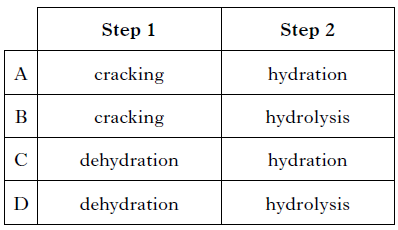 Step 1 Step 2
A cracking hydration
B cracking hydrolysis
C dehydration hydration
D dehydration hydrolysis